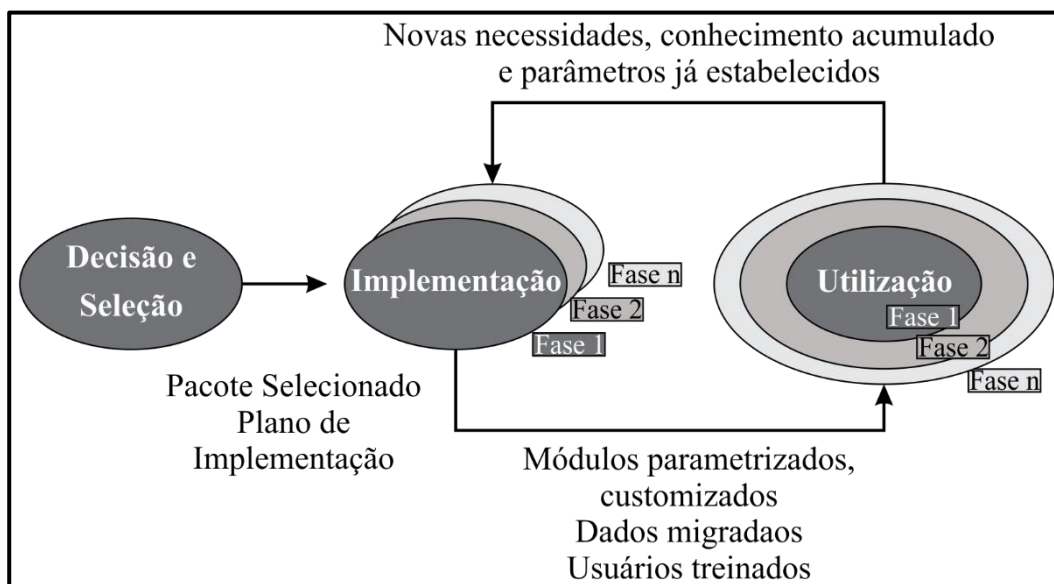 Novas necessidades, conhecimento acumulado
e parâmetros já estabelecidos
Decisão e
Seleção
Implementação
Fase n
Fase 2
Fase 1
Utilização
Fase 1
Fase 2
Fase n
Pacote Selecionado
Plano de
Implementação
Módulos parametrizados,
customizados
Dados migradaos
Usuários treinados